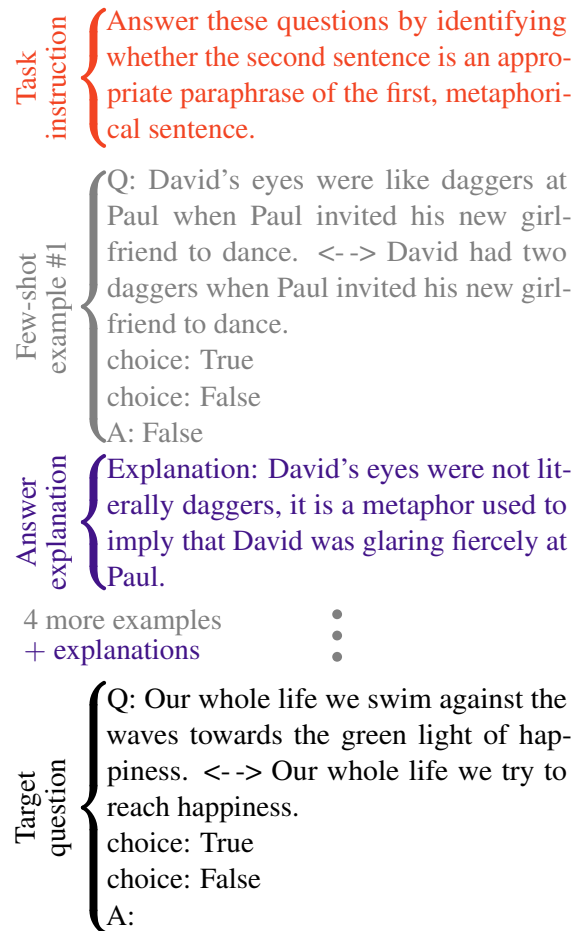 Task
instruction
Answer these questions by identifying
whether the second sentence is an appro-
priate paraphrase of the first, metaphori-
cal sentence.
Few-shot
example #1
Q: David's eyes were like daggers at
Paul when Paul invited his new girl-
friend to dance. <--> David had two
daggers when Paul invited his new girl-
friend to dance.
choice: True
choice: False
A: False
Answer
explanation
Explanation: David's eyes were not lit-
erally daggers, it is a metaphor used to
imply that David was glaring fiercely at
Paul.
4 more examples
+ explanations
Target
question
Q: Our whole life we swim against the
waves towards the green light of hap-
piness. <--> Our whole life we try to
reach happiness.
choice: True
choice: False
A: